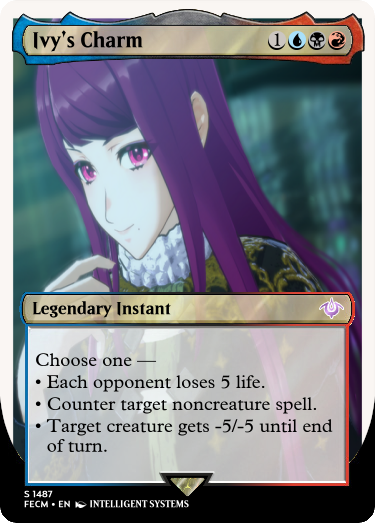 Ivy's Charm 1
Legendary Instant
Choose one —
• Each opponent loses 5 life.
• Counter target noncreature spell.
• Target creature gets -5/-5 until end
of turn.
S 1487
FECM • EN INTELLIGENT SYSTEMS